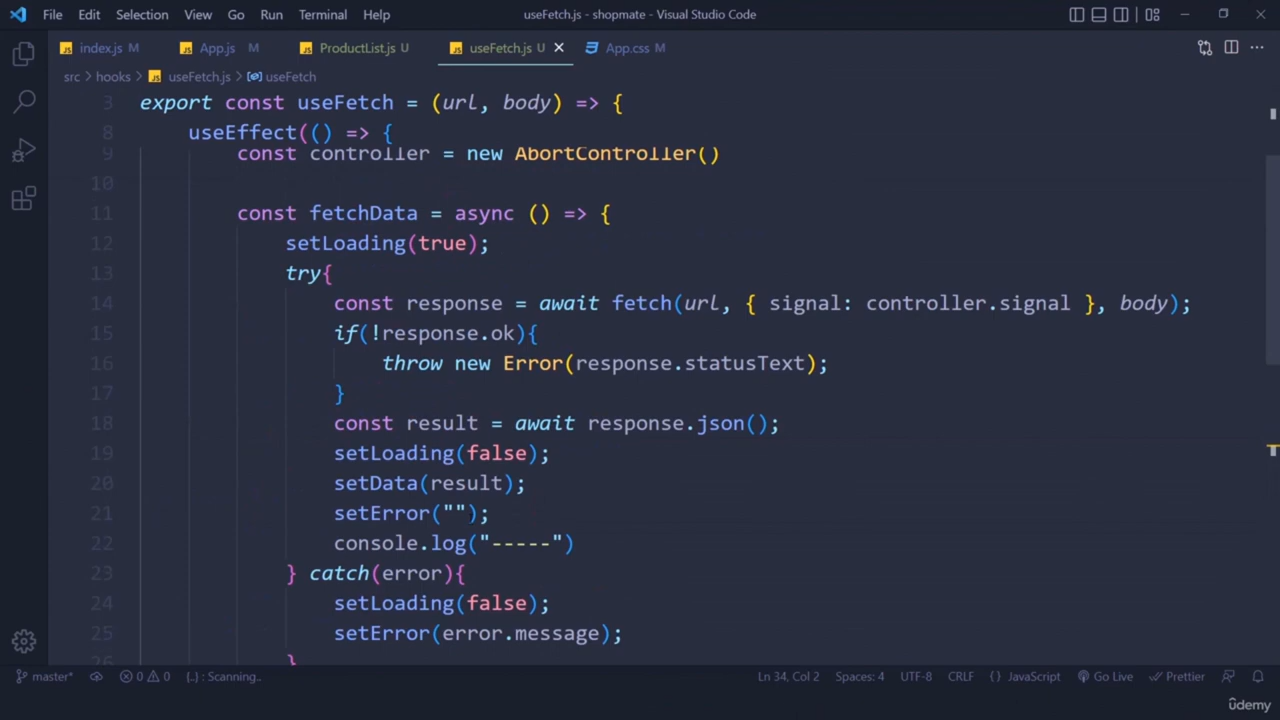 File Edit Selection View Go Run Terminal Help useFetch.js - shopmate - Visual Studio Code
index.js M App.js M ProductList.js U useFetch.js U App.css M
src > hooks > useFetch.js > useFetch
3 export const useFetch = (url, body) => {
8 useEffect(() => {
9 const controller = new AbortController()
10
11 const fetchData = async () => {
12 setLoading(true);
13 try{
14 const response = await fetch(url, { signal: controller.signal }, body);
15 if(!response.ok){
16 throw new Error(response.statusText);
17 }
18 const result = await response.json();
19 setLoading(false);
20 setData(result);
21 setError("");
22 console.log("-----")
23 } catch(error){
24 setLoading(false);
25 setError(error.message);
26 }
master* 0 0 {..} : Scanning.. Ln 34, Col 2 Spaces: 4 UTF-8 CRLF {} JavaScript Go Live Prettier
udemy